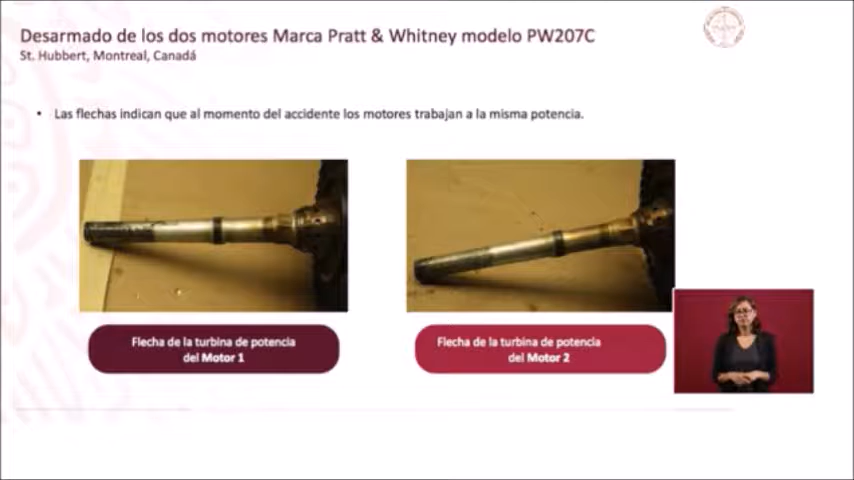 Desarmado de los dos motores Marca Pratt & Whitney modelo PW207C
St. Hubbert, Montreal, Canadá
• Las flechas indican que al momento del accidente los motores trabajan a la misma potencia.
Flecha de la turbina de potencia
del Motor 1
Flecha de la turbina de potencia
del Motor 2